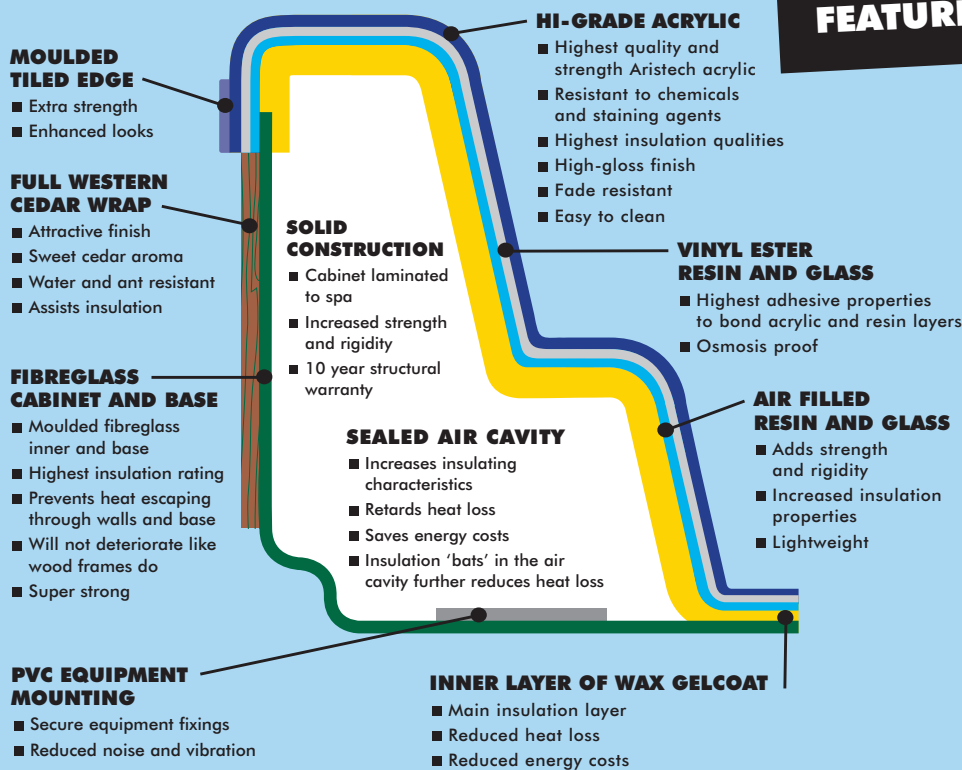 FEATUR
MOULDED
TILED EDGE
■ Extra strength
■ Enhanced looks
FULL WESTERN
CEDAR WRAP
■ Attractive finish
■ Sweet cedar aroma
■ Water and ant resistant
■ Assists insulation
FIBREGLASS
CABINET AND BASE
■ Moulded fibreglass
inner and base
■ Highest insulation rating
■ Prevents heat escaping
through walls and base
■ Will not deteriorate like
wood frames do
■ Super strong
PVC EQUIPMENT
MOUNTING
■ Secure equipment fixings
■ Reduced noise and vibration
SOLID
CONSTRUCTION
■ Cabinet laminated
to spa
■ Increased strength
and rigidity
■ 10 year structural
warranty
SEALED AIR CAVITY
■ Increases insulating
characteristics
■ Retards heat loss
■ Saves energy costs
■ Insulation ‘bats’ in the air
cavity further reduces heat loss
HI-GRADE ACRYLIC
■ Highest quality and
strength Aristech acrylic
■ Resistant to chemicals
and staining agents
■ Highest insulation qualities
■ High-gloss finish
■ Fade resistant
■ Easy to clean
VINYL ESTER
RESIN AND GLASS
■ Highest adhesive properties
to bond acrylic and resin layers
■ Osmosis proof
AIR FILLED
RESIN AND GLASS
■ Adds strength
and rigidity
■ Increased insulation
properties
■ Lightweight
INNER LAYER OF WAX GELCOAT
■ Main insulation layer
■ Reduced heat loss
■ Reduced energy costs